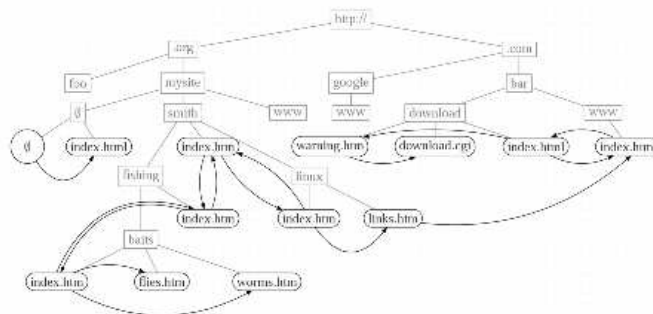 http://
.org .com
foo mysite google bar
∅ smith www www download www
∅ index.html index.htm warning.htm download.cgi index.html index.htm
fishing linux
index.htm index.htm links.htm
baits
index.htm flies.htm worms.htm